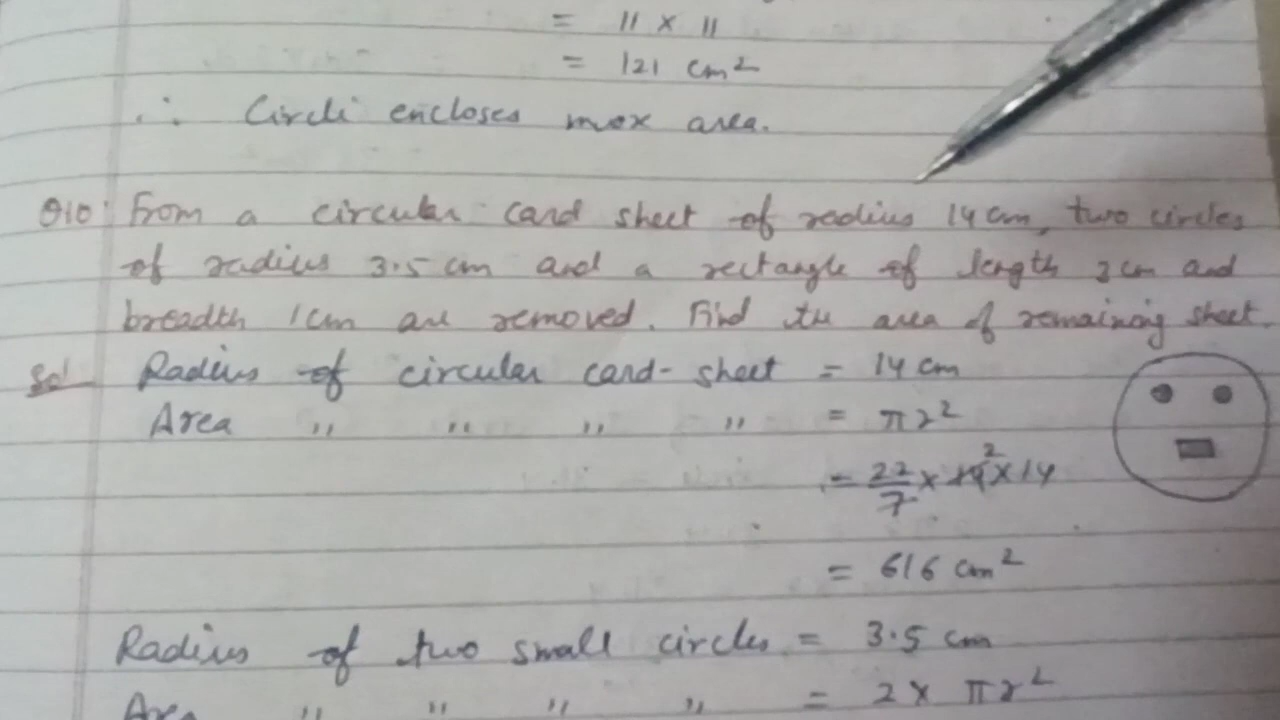 = 11 x 11
= 121 cm²
∴ Circle encloses max area.
Q10: From a circular card sheet of radius 14 cm, two circles
of radius 3.5 cm and a rectangle of length 3 cm and
breadth 1 cm are removed. Find the area of remaining sheet.
Sol Radius of circular card-sheet = 14 cm
Area " " " " = πr²
= 22/7 x 14² x 14
= 616 cm²
Radius of two small circles = 3.5 cm
Area " " " " = 2 x πr²